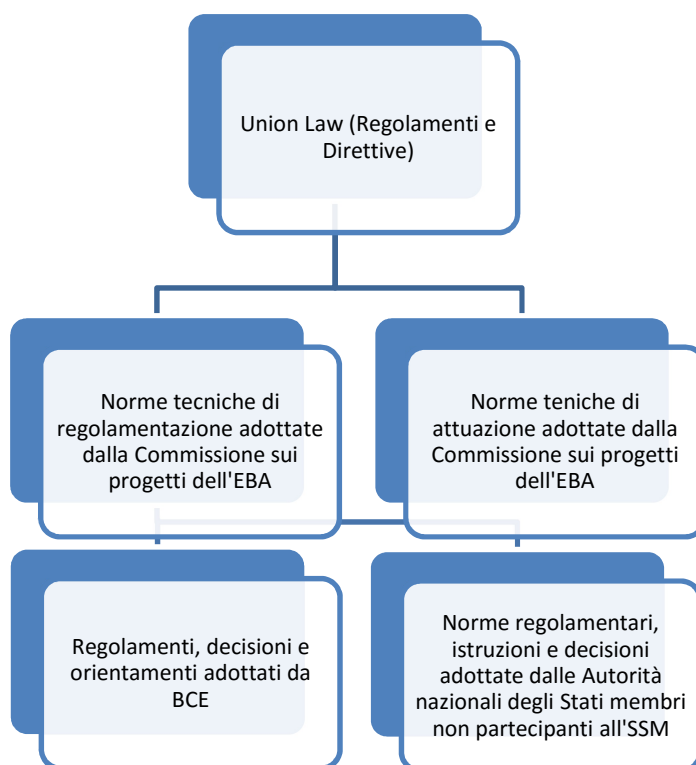 Union Law (Regolamenti e
Direttive)
Norme tecniche di
regolamentazione adottate
dalla Commissione sui
progetti dell'EBA
Norme teniche di
attuazione adottate dalla
Commissione sui progetti
dell'EBA
Regolamenti, decisioni e
orientamenti adottati da
BCE
Norme regolamentari,
istruzioni e decisioni
adottate dalle Autorità
nazionali degli Stati membri
non partecipanti all'SSM